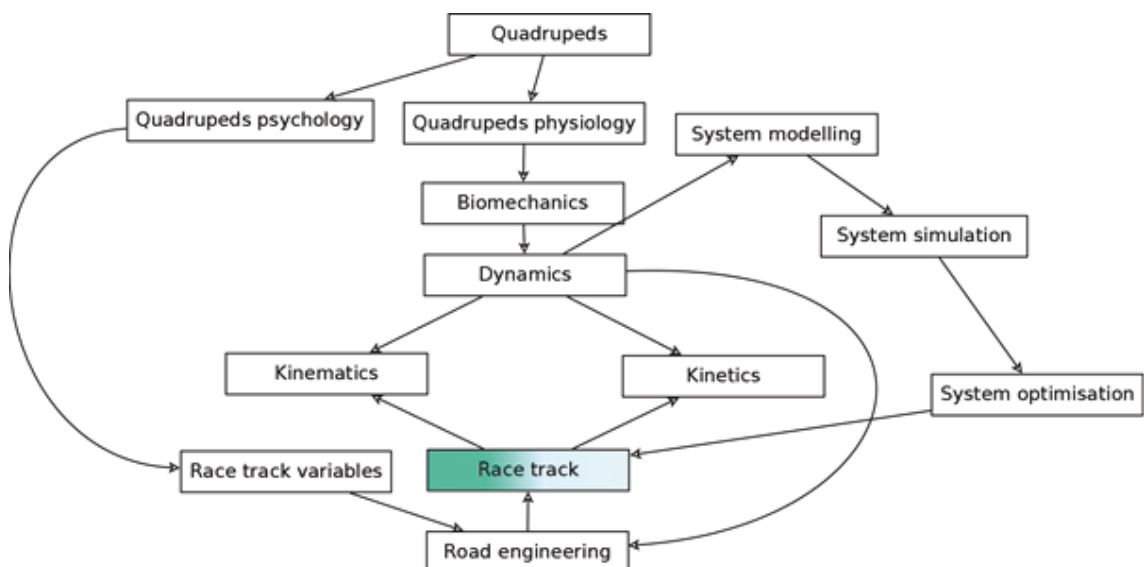 Quadrupeds
Quadrupeds psychology
Quadrupeds physiology
System modelling
Biomechanics
System simulation
Dynamics
Kinematics
Kinetics
System optimisation
Race track variables
Race track
Road engineering